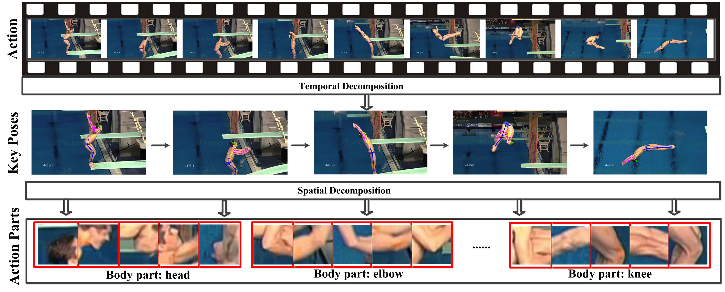 Action
Temporal Decomposition
Key Poses
Spatial Decomposition
Action Parts
Body part: head
Body part: elbow
......
Body part: knee